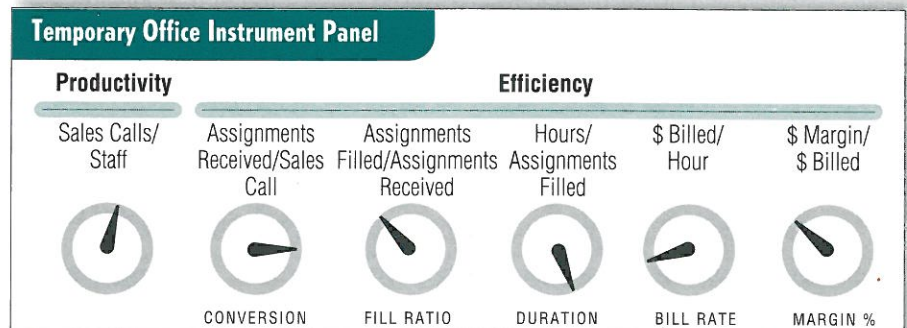 Temporary Office Instrument Panel
Productivity
Efficiency
Sales Calls/
Staff
Assignments
Received/Sales
Call
Assignments
Filled/Assignments
Received
Hours/
Assignments
Filled
$ Billed/
Hour
$ Margin/
$ Billed
CONVERSION
FILL RATIO
DURATION
BILL RATE
MARGIN %